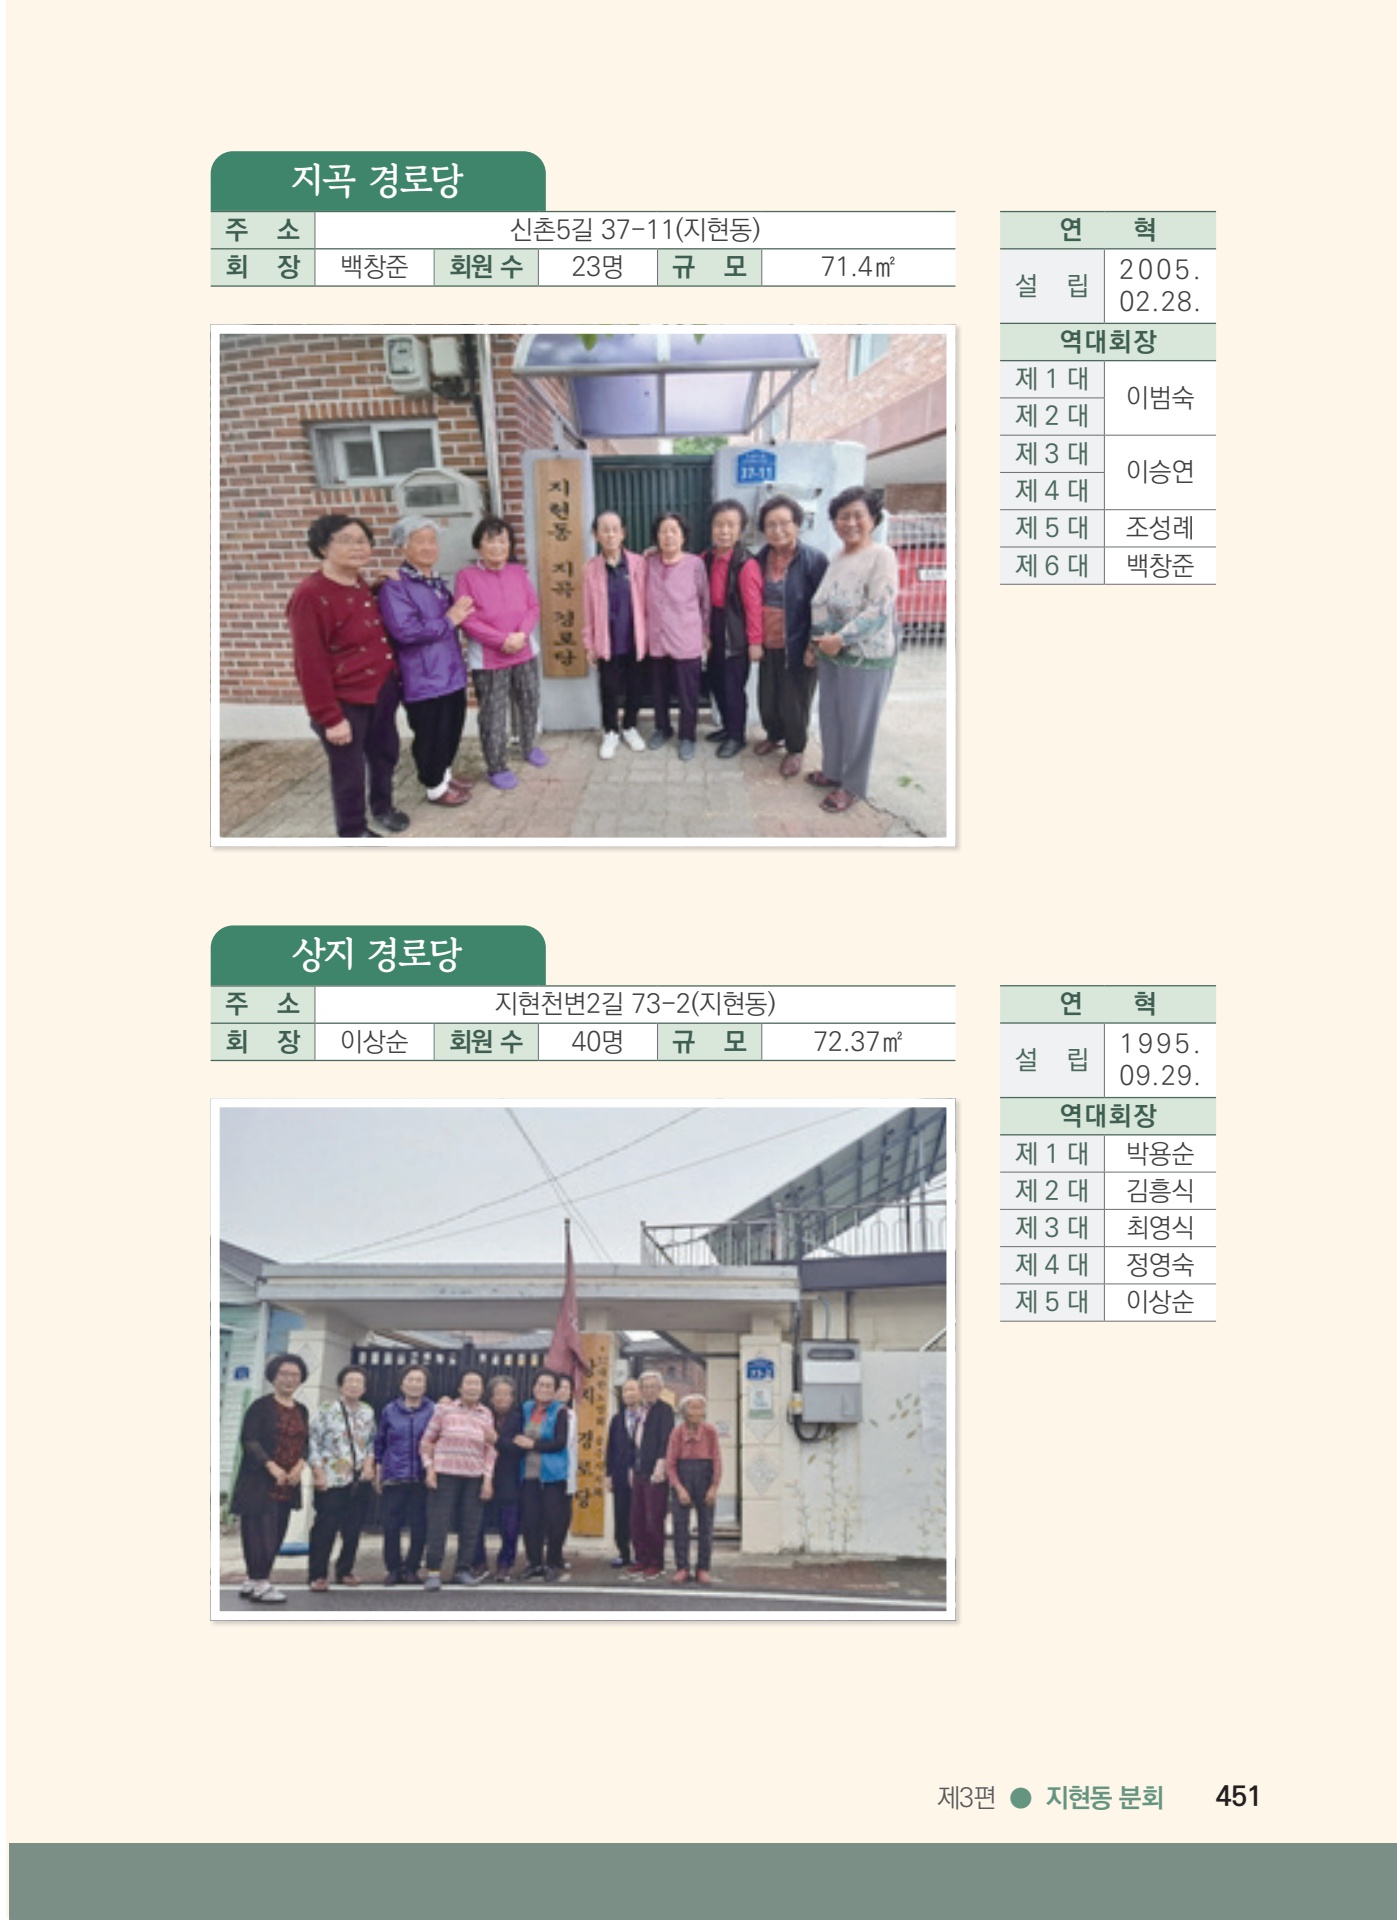 지곡 경로당
주 소 신촌5길 37-11(지현동)
회 장 백창준 회원 수 23명 규 모 71.4㎡
연 혁
설 립 2005. 02.28.
역대회장
제 1 대 이범숙
제 2 대
제 3 대 이승연
제 4 대
제 5 대 조성례
제 6 대 백창준
37-11
지현동 지곡 경로당
상지 경로당
주 소 지현천변2길 73-2(지현동)
회 장 이상순 회원 수 40명 규 모 72.37㎡
연 혁
설 립 1995. 09.29.
역대회장
제 1 대 박용순
제 2 대 김흥식
제 3 대 최영식
제 4 대 정영숙
제 5 대 이상순
상지 경로당
제3편 ● 지현동 분회 451